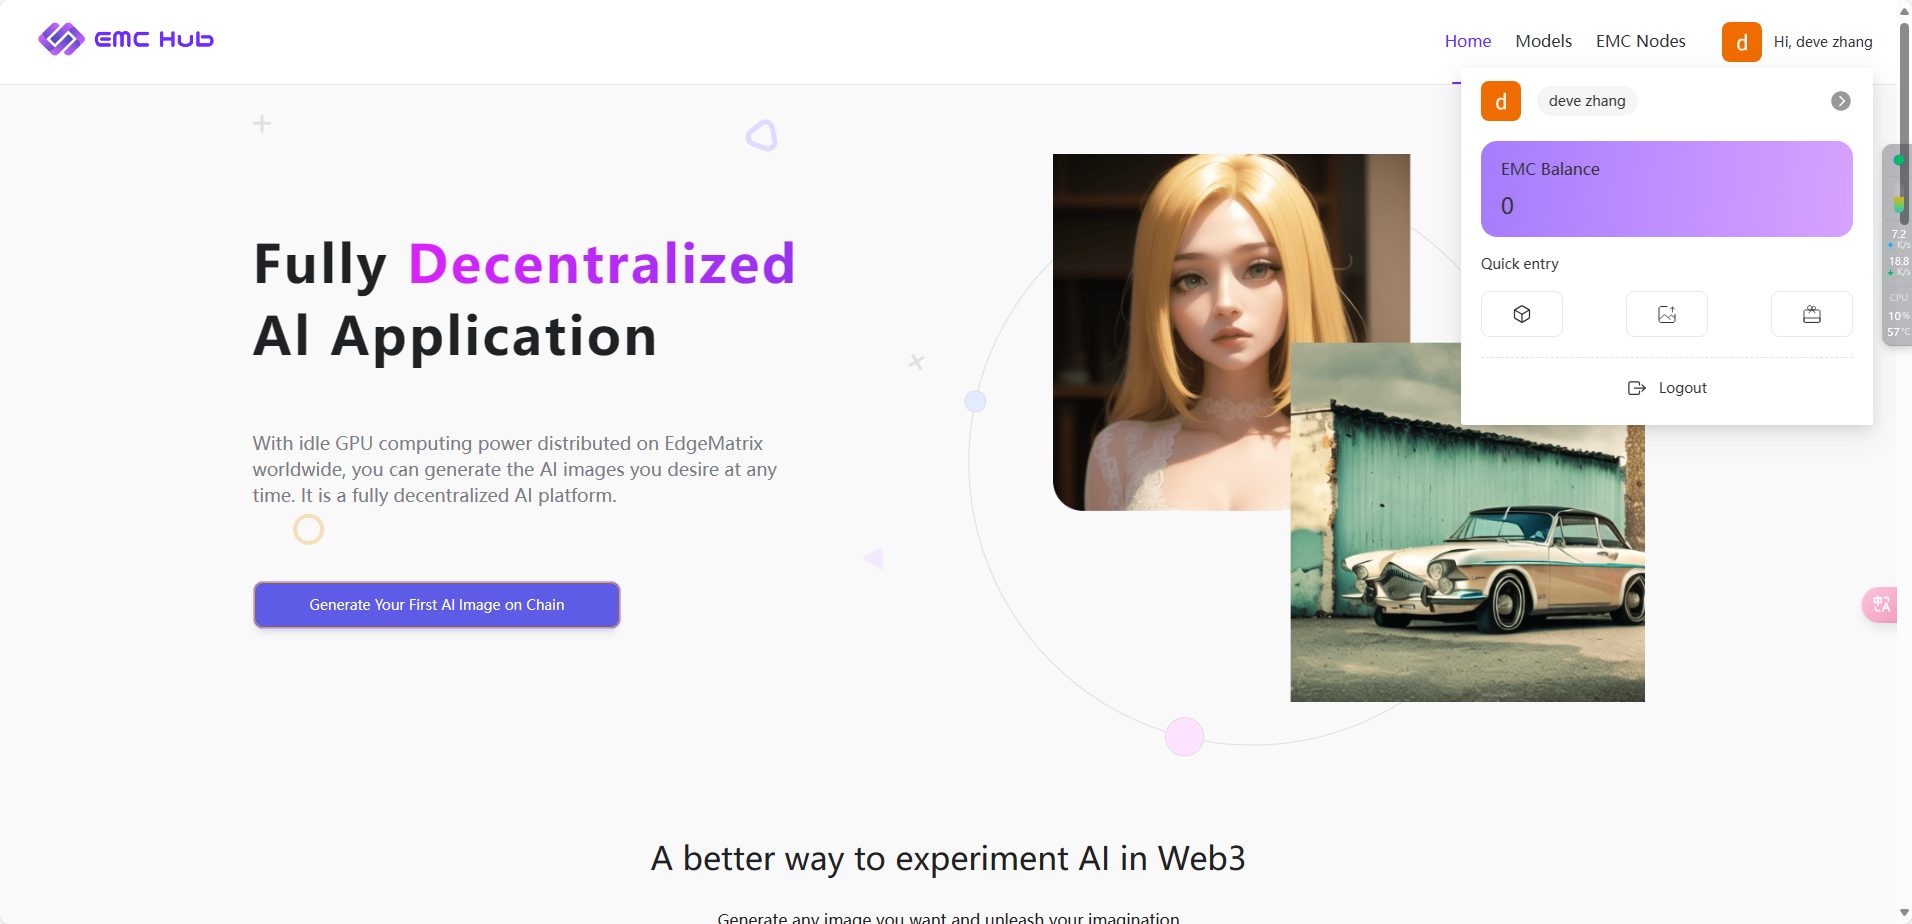 EMC Hub
Home
Models
EMC Nodes
d
Hi, deve zhang
d
deve zhang
EMC Balance
0
Quick entry
Logout
Fully Decentralized
AI Application
With idle GPU computing power distributed on EdgeMatrix
worldwide, you can generate the AI images you desire at any
time. It is a fully decentralized AI platform.
Generate Your First AI Image on Chain
7.2
K/s
18.8
K/s
CPU
10%
57°C
中A
A better way to experiment AI in Web3
Generate any image you want and unleash your imagination